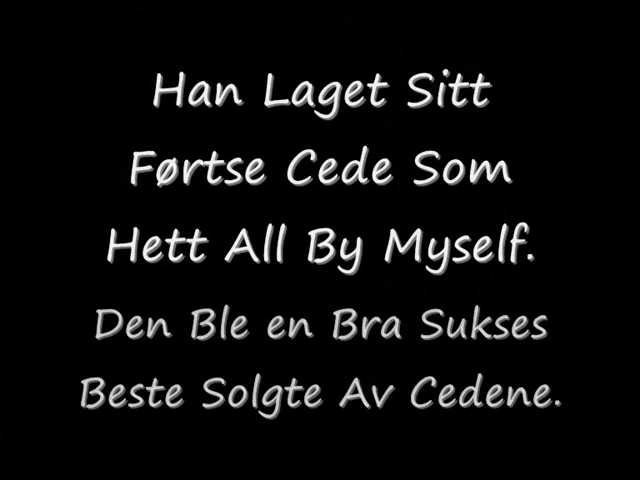 Han Laget Sitt
Førtse Cede Som
Hett All By Myself.
Den Ble en Bra Sukses
Beste Solgte Av Cedene.